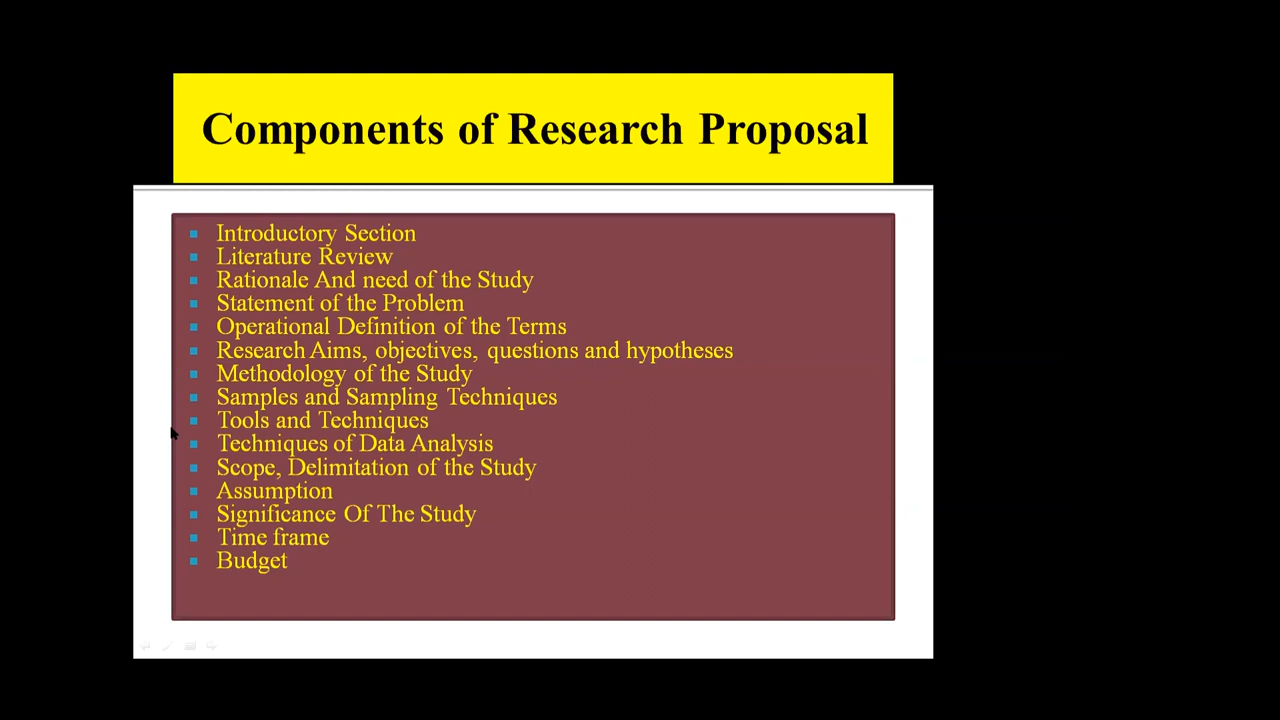 Components of Research Proposal
Introductory Section
Literature Review
Rationale And need of the Study
Statement of the Problem
Operational Definition of the Terms
Research Aims, objectives, questions and hypotheses
Methodology of the Study
Samples and Sampling Techniques
Tools and Techniques
Techniques of Data Analysis
Scope, Delimitation of the Study
Assumption
Significance Of The Study
Time frame
Budget